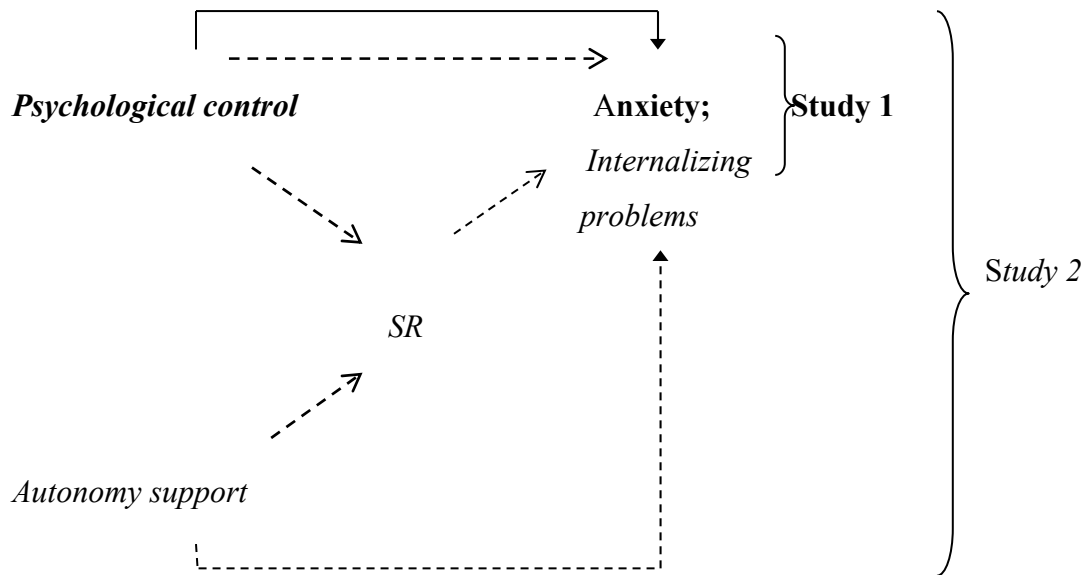 Psychological control
Anxiety;
Study 1
Internalizing
problems
Study 2
SR
Autonomy support